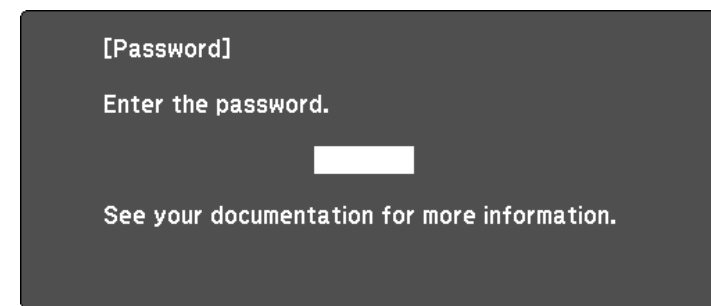 [Password]
Enter the password.
See your documentation for more information.